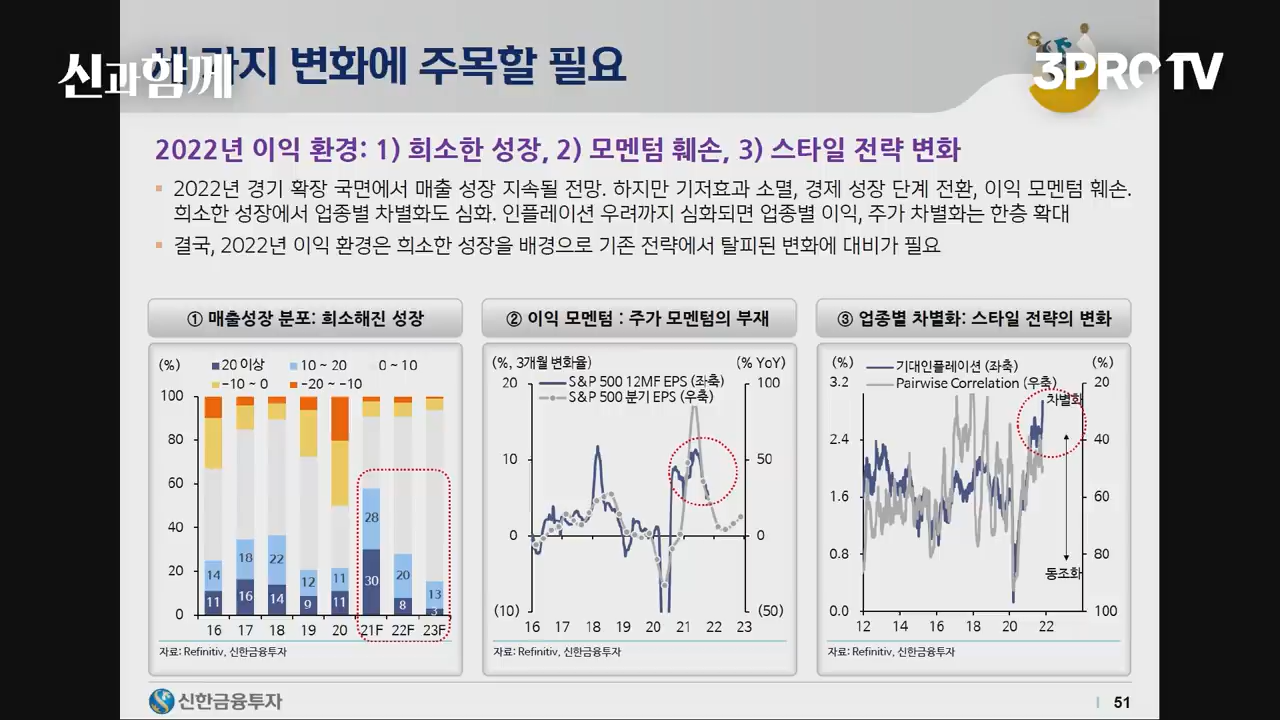 신과함께
가지 변화에 주목할 필요
3PROTV
2022년 이익 환경: 1) 희소한 성장, 2) 모멘텀 훼손, 3) 스타일 전략 변화
2022년 경기 확장 국면에서 매출 성장 지속될 전망. 하지만 기저효과 소멸, 경제 성장 단계 전환, 이익 모멘텀 훼손.
희소한 성장에서 업종별 차별화도 심화. 인플레이션 우려까지 심화되면 업종별 이익, 주가 차별화는 한층 확대
결국, 2022년 이익 환경은 희소한 성장을 배경으로 기존 전략에서 탈피된 변화에 대비가 필요
① 매출성장 분포: 희소해진 성장
(%)
20 이상
10 ~ 20
0 ~ 10
-10 ~ 0
-20 ~ -10
100
80
60
40
20
0
14
11
18
16
22
14
12
9
11
11
28
30
20
8
13
3
16 17 18 19 20 21F 22F 23F
자료: Refinitiv, 신한금융투자
② 이익 모멘텀 : 주가 모멘텀의 부재
(%, 3개월 변화율)
(% YoY)
S&P 500 12MF EPS (좌축)
S&P 500 분기 EPS (우축)
20
10
0
(10)
100
50
0
(50)
16 17 18 19 20 21 22 23
16 17 18 19 20 21 22 23
자료: Refinitiv, 신한금융투자
③ 업종별 차별화: 스타일 전략의 변화
(%)
(%)
기대인플레이션 (좌축)
Pairwise Correlation (우축)
3.2
2.4
1.6
0.8
0.0
20
40
60
80
100
차별화
동조화
12 14 16 18 20 22
자료: Refinitiv, 신한금융투자
신한금융투자
51